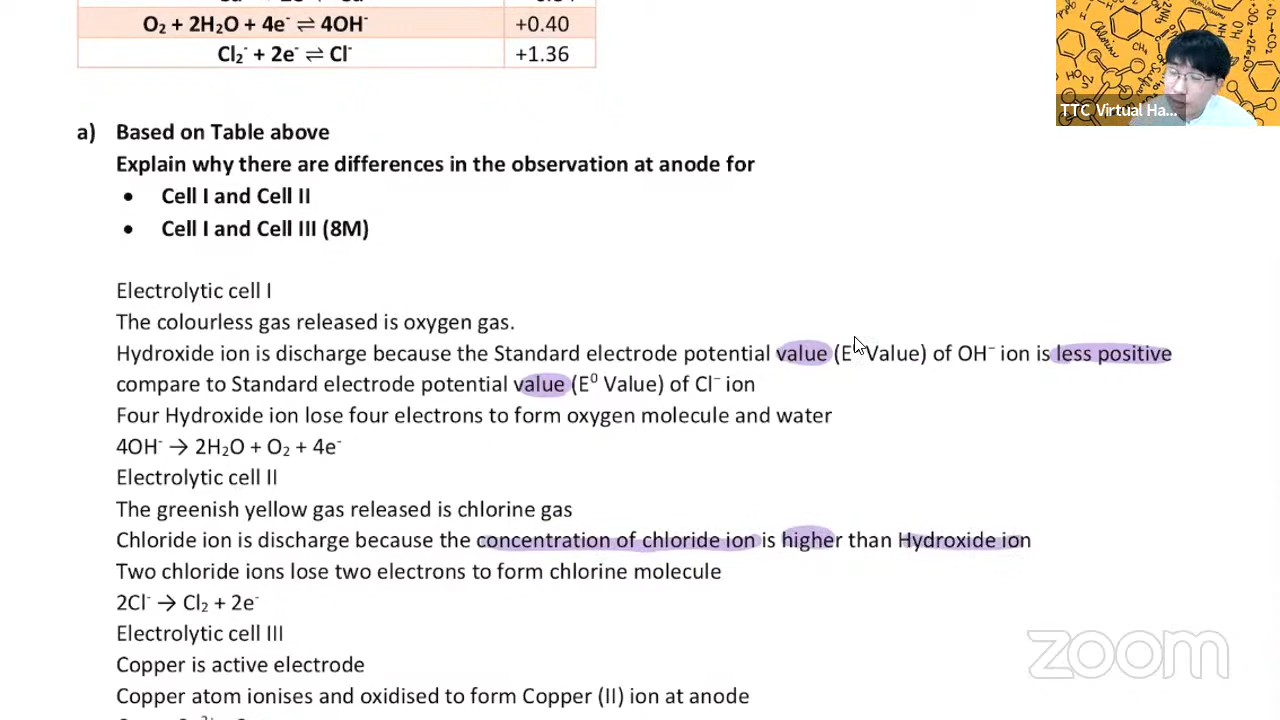 O₂ + 2H₂O + 4e⁻ ⇌ 4OH⁻ +0.40
Cl₂⁻ + 2e⁻ ⇌ Cl⁻ +1.36
TTC Virtual Ha...
a) Based on Table above
Explain why there are differences in the observation at anode for
• Cell I and Cell II
• Cell I and Cell III (8M)
Electrolytic cell I
The colourless gas released is oxygen gas.
Hydroxide ion is discharge because the Standard electrode potential value (E⁰ Value) of OH⁻ ion is less positive
compare to Standard electrode potential value (E⁰ Value) of Cl⁻ ion
Four Hydroxide ion lose four electrons to form oxygen molecule and water
4OH⁻ → 2H₂O + O₂ + 4e⁻
Electrolytic cell II
The greenish yellow gas released is chlorine gas
Chloride ion is discharge because the concentration of chloride ion is higher than Hydroxide ion
Two chloride ions lose two electrons to form chlorine molecule
2Cl⁻ → Cl₂ + 2e⁻
Electrolytic cell III
Copper is active electrode
Copper atom ionises and oxidised to form Copper (II) ion at anode
zoom